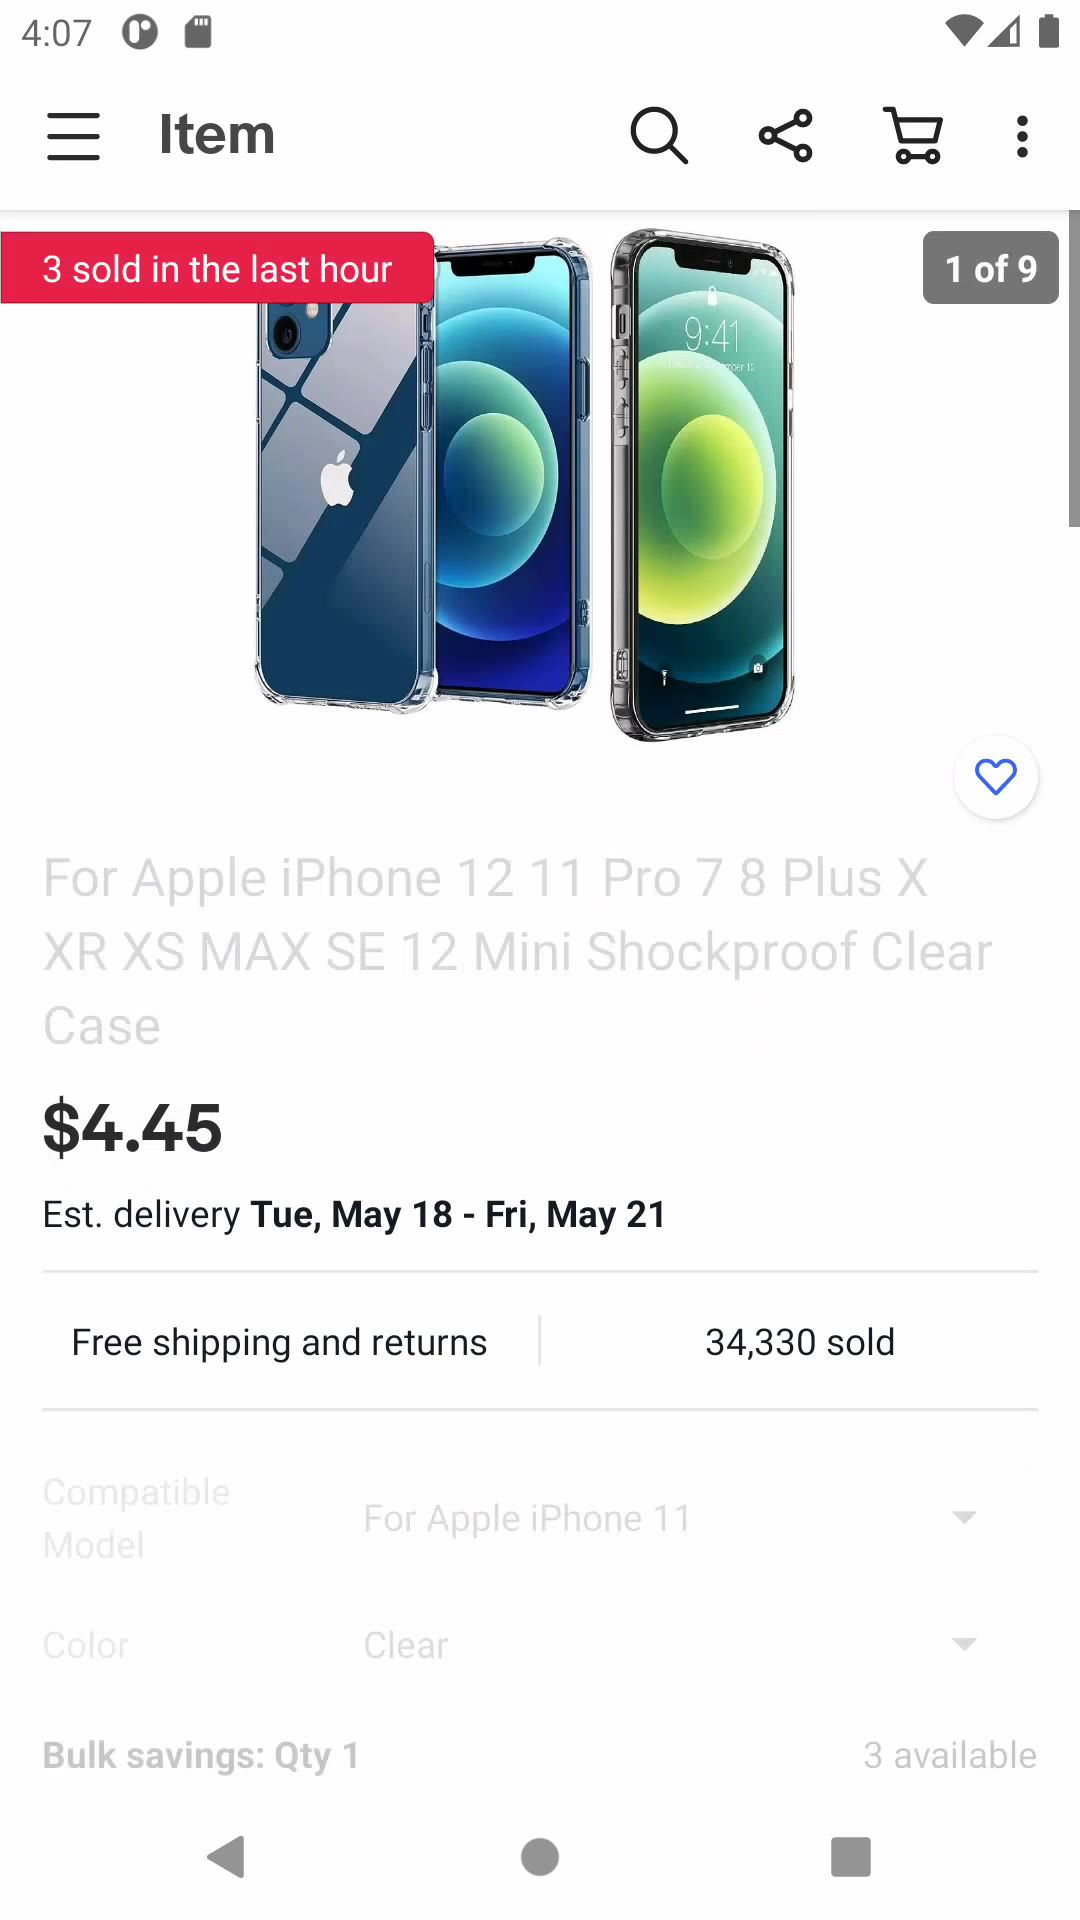 4:07
Item
3 sold in the last hour
1 of 9
9:41
For Apple iPhone 12 11 Pro 7 8 Plus X
XR XS MAX SE 12 Mini Shockproof Clear
Case
$4.45
Est. delivery Tue, May 18 - Fri, May 21
Free shipping and returns
34,330 sold
Compatible
Model
For Apple iPhone 11
Color
Clear
Bulk savings: Qty 1
3 available